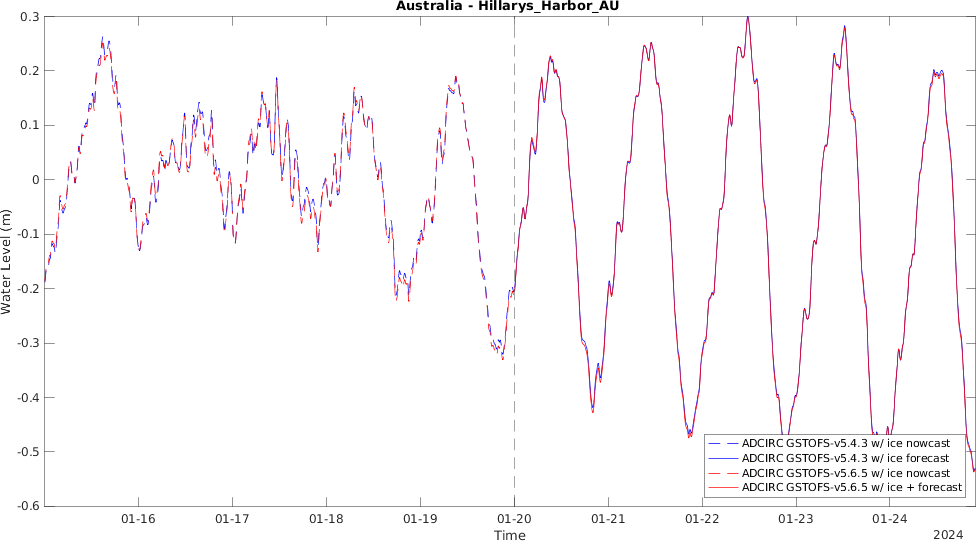 Australia - Hillarys_Harbor_AU
0.3
0.2
0.1
0
-0.1
-0.2
-0.3
-0.4
-0.5
-0.6
Water Level (m)
ADCIRC GSTOFS-v5.4.3 w/ ice nowcast
ADCIRC GSTOFS-v5.4.3 w/ ice forecast
ADCIRC GSTOFS-v5.6.5 w/ ice nowcast
ADCIRC GSTOFS-v5.6.5 w/ ice + forecast
01-16 01-17 01-18 01-19 01-20 01-21 01-22 01-23 01-24
Time
2024